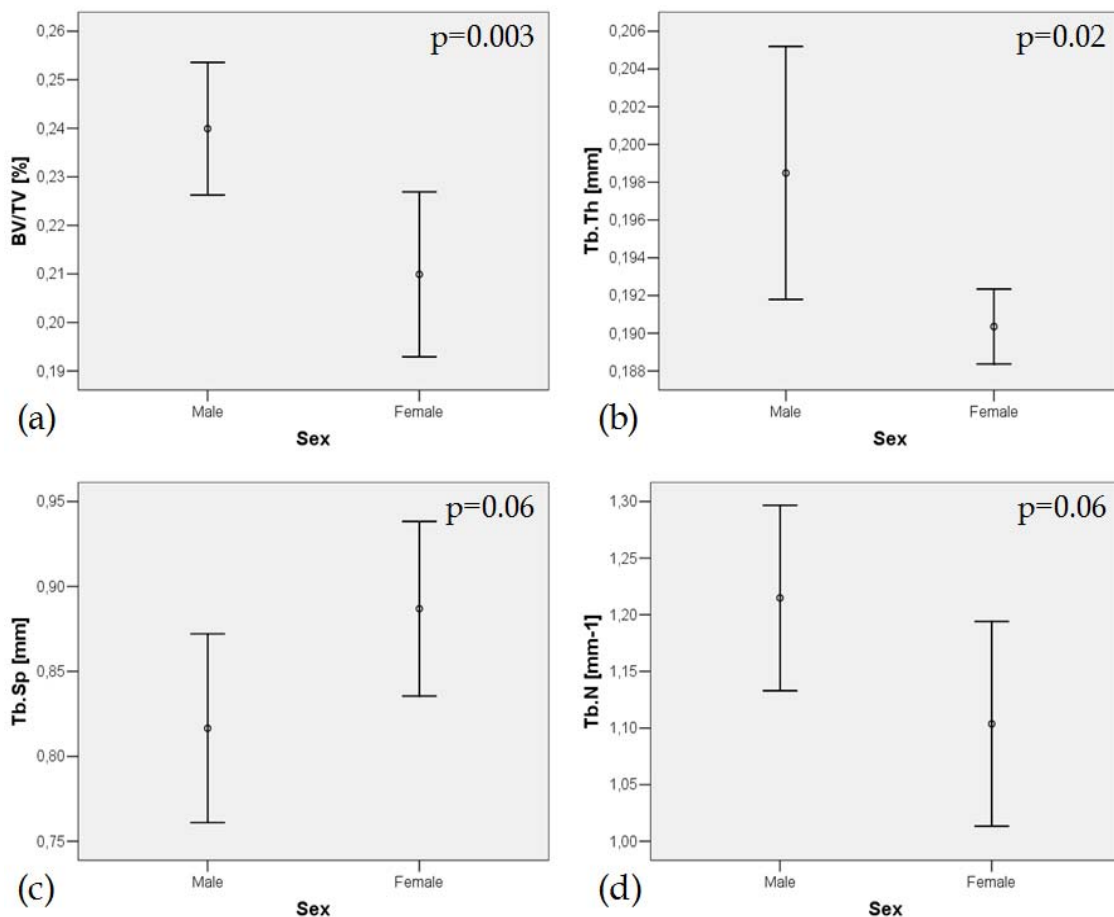 p=0.003
0,26
0,25
0,24
0,23
0,22
0,21
0,20
0,19
BV/TV [%]
Male Female
Sex
(a)
p=0.02
0,206
0,204
0,202
0,200
0,198
0,196
0,194
0,192
0,190
0,188
Tb.Th [mm]
Male Female
Sex
(b)
p=0.06
0,95
0,90
0,85
0,80
0,75
Tb.Sp [mm]
Male Female
Sex
(c)
p=0.06
1,30
1,25
1,20
1,15
1,10
1,05
1,00
Tb.N [mm-1]
Male Female
Sex
(d)